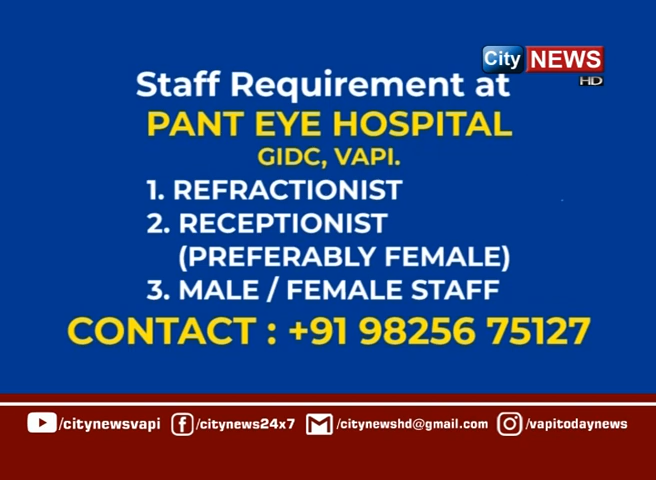 City NEWS
HD
Staff Requirement at
PANT EYE HOSPITAL
GIDC, VAPI.
1. REFRACTIONIST
2. RECEPTIONIST
(PREFERABLY FEMALE)
3. MALE / FEMALE STAFF
CONTACT : +91 98256 75127
/citynewsvapi /citynews24x7 /citynewshd@gmail.com /vapitodaynews